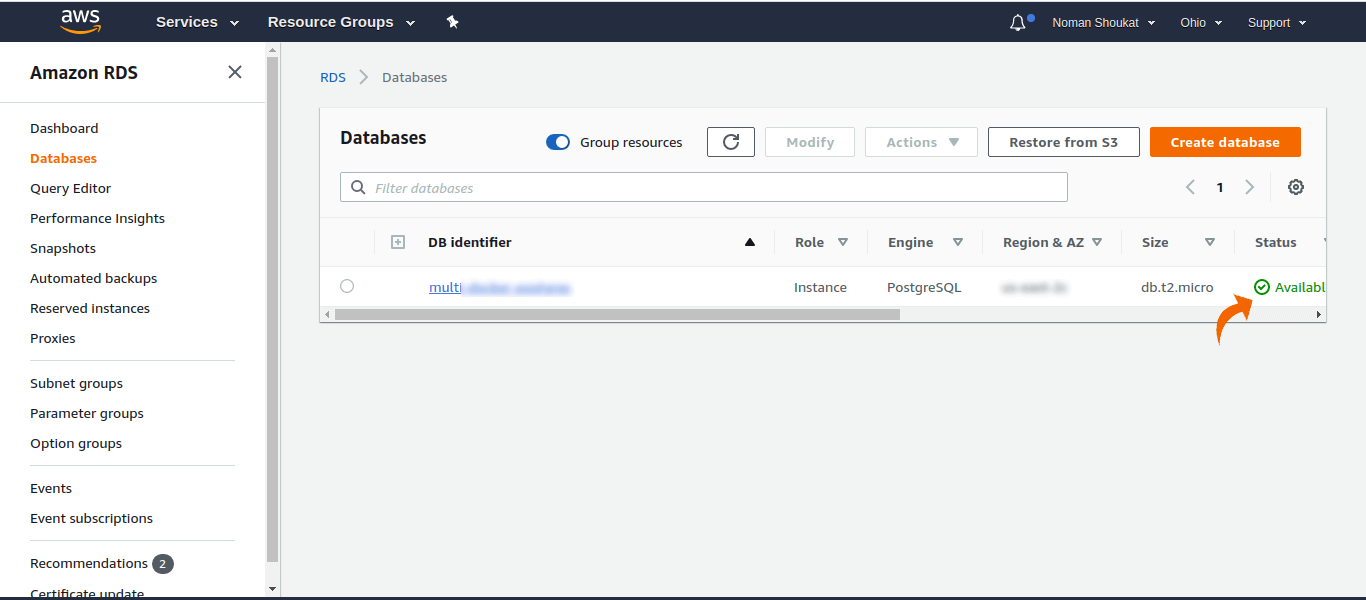 aws Services Resource Groups Noman Shoukat Ohio Support
Amazon RDS
Dashboard
Databases
Query Editor
Performance Insights
Snapshots
Automated backups
Reserved instances
Proxies
Subnet groups
Parameter groups
Option groups
Events
Event subscriptions
Recommendations 2
Certificate update
RDS Databases
Databases Group resources Modify Actions Restore from S3 Create database
Filter databases 1
DB identifier Role Engine Region & AZ Size Status
multi Instance PostgreSQL db.t2.micro Availabl